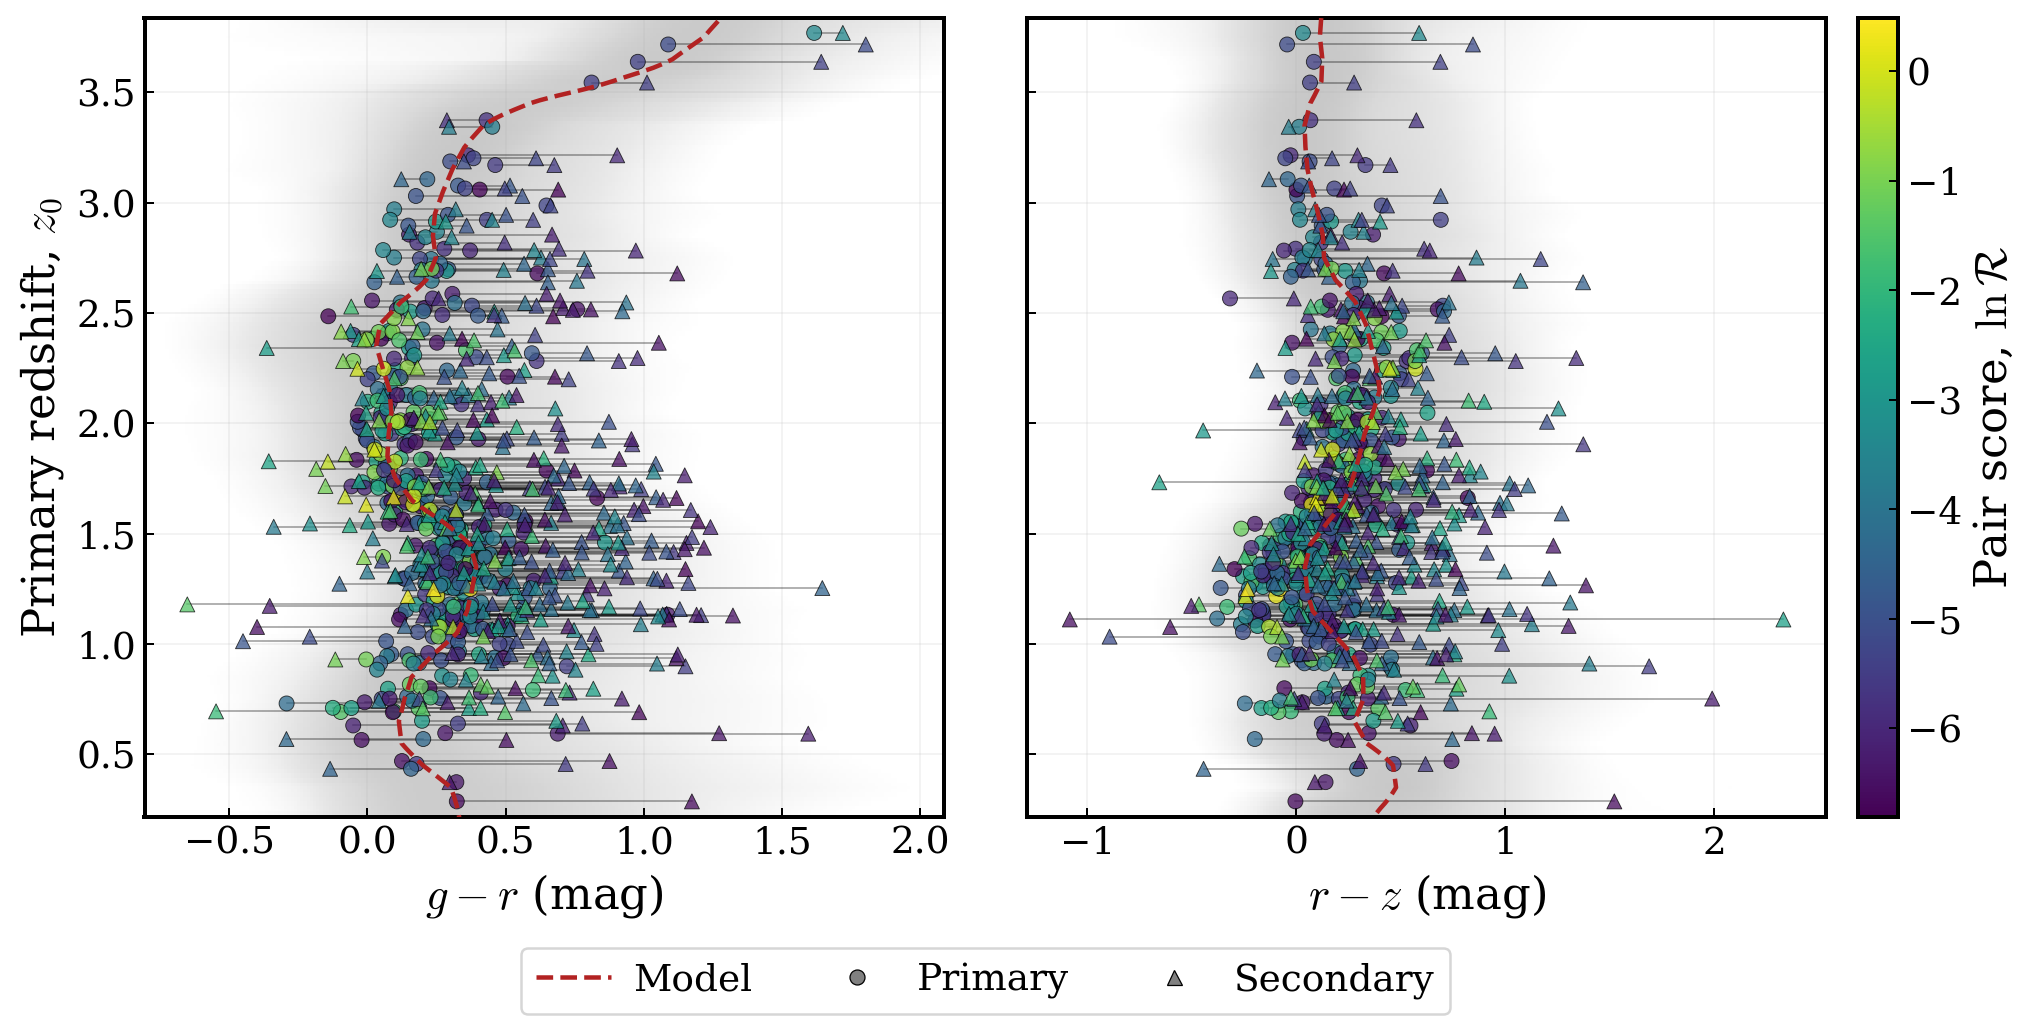 3.5
3.0
2.5
2.0
1.5
1.0
0.5
Primary redshift, z₀
−0.5 0.0 0.5 1.0 1.5 2.0
g − r (mag)
−1 0 1 2
r − z (mag)
0
−1
−2
−3
−4
−5
−6
Pair score, ln ℛ
Model Primary Secondary